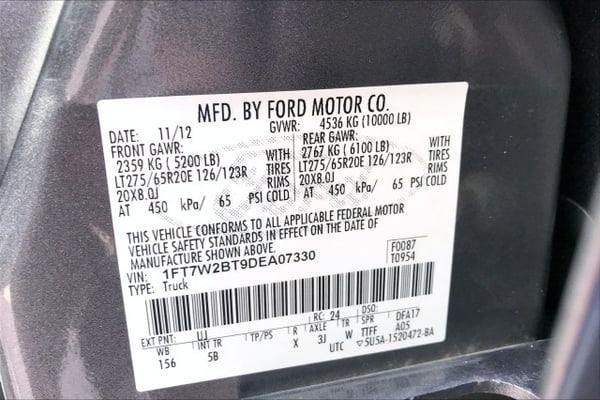 MFD. BY FORD MOTOR CO.
DATE: 11/12 GVWR: 4536 KG (10000 LB)
FRONT GAWR: REAR GAWR:
2359 KG ( 5200 LB) WITH 2767 KG ( 6100 LB) WITH
LT275/65R20E 126/123R TIRES LT275/65R20E 126/123R TIRES
20X8.0J RIMS 20X8.0J RIMS
AT 450 kPa/ 65 PSI COLD AT 450 kPa/ 65 PSI COLD
THIS VEHICLE CONFORMS TO ALL APPLICABLE FEDERAL MOTOR
VEHICLE SAFETY STANDARDS IN EFFECT ON THE DATE OF
MANUFACTURE SHOWN ABOVE. F0087
VIN: 1FT7W2BT9DEA07330 T0954
TYPE: Truck
EXT PNT: UJ RC: 24 DSO:
WB INT TR TP/PS R AXLE TR SPR DFA17
156 5B X 3J W TTFF A05
UTC ▽5U5A-1520472-BA
Ford